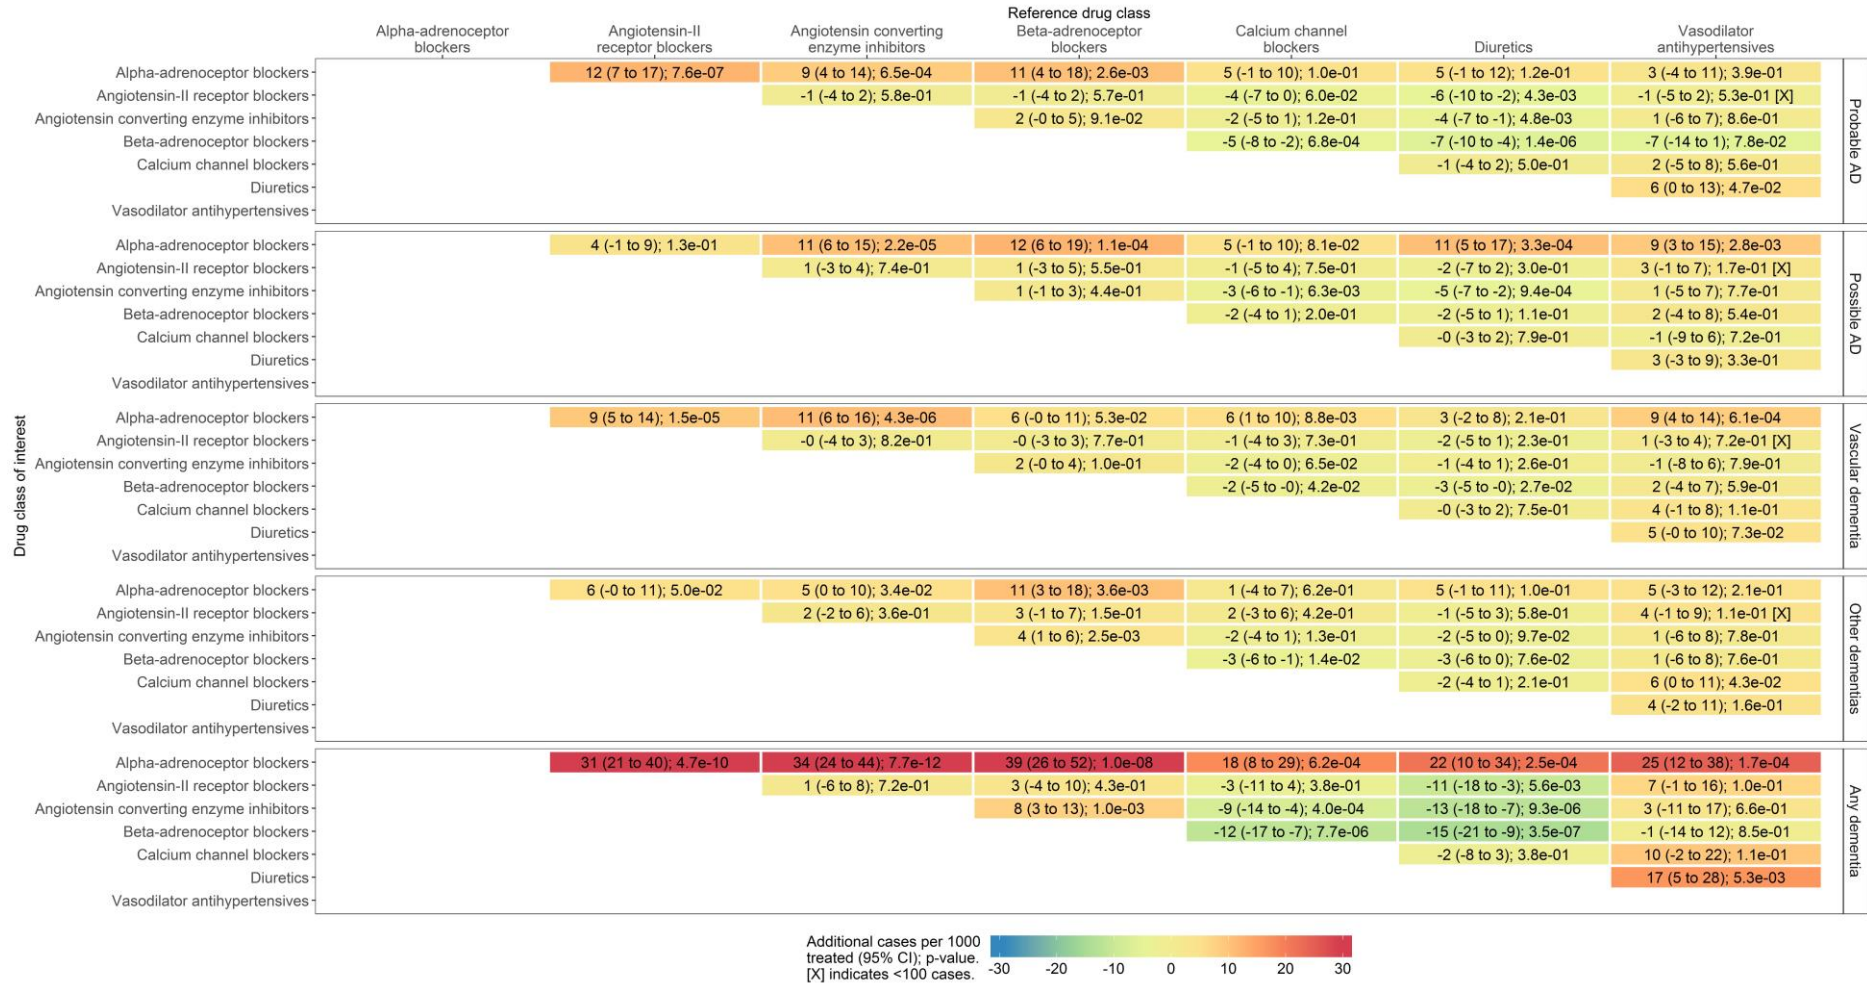 Reference drug class
Alpha-adrenoceptor blockers
Angiotensin-II receptor blockers
Angiotensin converting enzyme inhibitors
Beta-adrenoceptor blockers
Calcium channel blockers
Diuretics
Vasodilator antihypertensives
Drug class of interest
Probable AD
Alpha-adrenoceptor blockers 12 (7 to 17); 7.6e-07 9 (4 to 14); 6.5e-04 11 (4 to 18); 2.6e-03 5 (-1 to 10); 1.0e-01 5 (-1 to 12); 1.2e-01 3 (-4 to 11); 3.9e-01
Angiotensin-II receptor blockers -1 (-4 to 2); 5.8e-01 -1 (-4 to 2); 5.7e-01 -4 (-7 to 0); 6.0e-02 -6 (-10 to -2); 4.3e-03 -1 (-5 to 2); 5.3e-01 [X]
Angiotensin converting enzyme inhibitors 2 (-0 to 5); 9.1e-02 -2 (-5 to 1); 1.2e-01 -4 (-7 to -1); 4.8e-03 1 (-6 to 7); 8.6e-01
Beta-adrenoceptor blockers -5 (-8 to -2); 6.8e-04 -7 (-10 to -4); 1.4e-06 -7 (-14 to 1); 7.8e-02
Calcium channel blockers -1 (-4 to 2); 5.0e-01 2 (-5 to 8); 5.6e-01
Diuretics 6 (0 to 13); 4.7e-02
Vasodilator antihypertensives
Possible AD
Alpha-adrenoceptor blockers 4 (-1 to 9); 1.3e-01 11 (6 to 15); 2.2e-05 12 (6 to 19); 1.1e-04 5 (-1 to 10); 8.1e-02 11 (5 to 17); 3.3e-04 9 (3 to 15); 2.8e-03
Angiotensin-II receptor blockers 1 (-3 to 4); 7.4e-01 1 (-3 to 5); 5.5e-01 -1 (-5 to 4); 7.5e-01 -2 (-7 to 2); 3.0e-01 3 (-1 to 7); 1.7e-01 [X]
Angiotensin converting enzyme inhibitors 1 (-1 to 3); 4.4e-01 -3 (-6 to -1); 6.3e-03 -5 (-7 to -2); 9.4e-04 1 (-5 to 7); 7.7e-01
Beta-adrenoceptor blockers -2 (-4 to 1); 2.0e-01 -2 (-5 to 1); 1.1e-01 2 (-4 to 8); 5.4e-01
Calcium channel blockers -0 (-3 to 2); 7.9e-01 -1 (-9 to 6); 7.2e-01
Diuretics 3 (-3 to 9); 3.3e-01
Vasodilator antihypertensives
Vascular dementia
Alpha-adrenoceptor blockers 9 (5 to 14); 1.5e-05 11 (6 to 16); 4.3e-06 6 (-0 to 11); 5.3e-02 6 (1 to 10); 8.8e-03 3 (-2 to 8); 2.1e-01 9 (4 to 14); 6.1e-04
Angiotensin-II receptor blockers -0 (-4 to 3); 8.2e-01 -0 (-3 to 3); 7.7e-01 -1 (-4 to 3); 7.3e-01 -2 (-5 to 1); 2.3e-01 1 (-3 to 4); 7.2e-01 [X]
Angiotensin converting enzyme inhibitors 2 (-0 to 4); 1.0e-01 -2 (-4 to 0); 6.5e-02 -1 (-4 to 1); 2.6e-01 -1 (-8 to 6); 7.9e-01
Beta-adrenoceptor blockers -2 (-5 to -0); 4.2e-02 -3 (-5 to -0); 2.7e-02 2 (-4 to 7); 5.9e-01
Calcium channel blockers -0 (-3 to 2); 7.5e-01 4 (-1 to 8); 1.1e-01
Diuretics 5 (-0 to 10); 7.3e-02
Vasodilator antihypertensives
Other dementias
Alpha-adrenoceptor blockers 6 (-0 to 11); 5.0e-02 5 (0 to 10); 3.4e-02 11 (3 to 18); 3.6e-03 1 (-4 to 7); 6.2e-01 5 (-1 to 11); 1.0e-01 5 (-3 to 12); 2.1e-01
Angiotensin-II receptor blockers 2 (-2 to 6); 3.6e-01 3 (-1 to 7); 1.5e-01 2 (-3 to 6); 4.2e-01 -1 (-5 to 3); 5.8e-01 4 (-1 to 9); 1.1e-01 [X]
Angiotensin converting enzyme inhibitors 4 (1 to 6); 2.5e-03 -2 (-4 to 1); 1.3e-01 -2 (-5 to 0); 9.7e-02 1 (-6 to 8); 7.8e-01
Beta-adrenoceptor blockers -3 (-6 to -1); 1.4e-02 -3 (-6 to 0); 7.6e-02 1 (-6 to 8); 7.6e-01
Calcium channel blockers -2 (-4 to 1); 2.1e-01 6 (0 to 11); 4.3e-02
Diuretics 4 (-2 to 11); 1.6e-01
Vasodilator antihypertensives
Any dementia
Alpha-adrenoceptor blockers 31 (21 to 40); 4.7e-10 34 (24 to 44); 7.7e-12 39 (26 to 52); 1.0e-08 18 (8 to 29); 6.2e-04 22 (10 to 34); 2.5e-04 25 (12 to 38); 1.7e-04
Angiotensin-II receptor blockers 1 (-6 to 8); 7.2e-01 3 (-4 to 10); 4.3e-01 -3 (-11 to 4); 3.8e-01 -11 (-18 to -3); 5.6e-03 7 (-1 to 16); 1.0e-01
Angiotensin converting enzyme inhibitors 8 (3 to 13); 1.0e-03 -9 (-14 to -4); 4.0e-04 -13 (-18 to -7); 9.3e-06 3 (-11 to 17); 6.6e-01
Beta-adrenoceptor blockers -12 (-17 to -7); 7.7e-06 -15 (-21 to -9); 3.5e-07 -1 (-14 to 12); 8.5e-01
Calcium channel blockers -2 (-8 to 3); 3.8e-01 10 (-2 to 22); 1.1e-01
Diuretics 17 (5 to 28); 5.3e-03
Vasodilator antihypertensives
Additional cases per 1000
treated (95% CI); p-value.
[X] indicates <100 cases.
-30 -20 -10 0 10 20 30